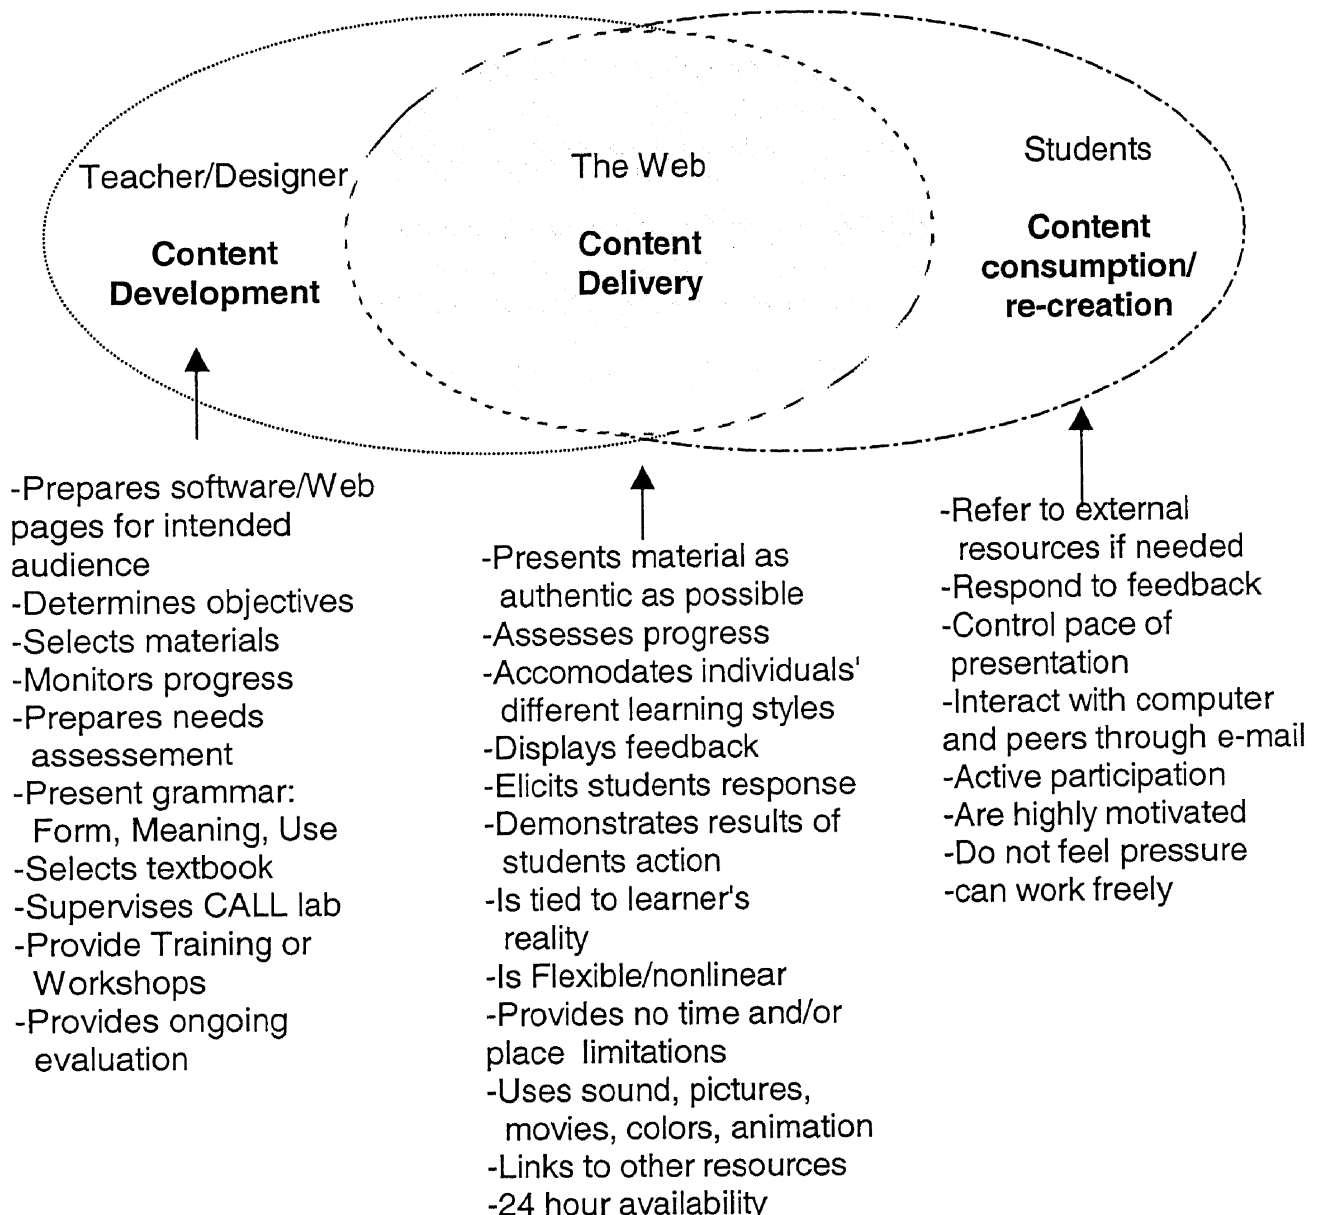 Teacher/Designer
Content
Development
The Web
Content
Delivery
Students
Content
consumption/
re-creation
-Prepares software/Web
pages for intended
audience
-Determines objectives
-Selects materials
-Monitors progress
-Prepares needs
assessement
-Present grammar:
Form, Meaning, Use
-Selects textbook
-Supervises CALL lab
-Provide Training or
Workshops
-Provides ongoing
evaluation
-Presents material as
authentic as possible
-Assesses progress
-Accomodates individuals'
different learning styles
-Displays feedback
-Elicits students response
-Demonstrates results of
students action
-Is tied to learner's
reality
-Is Flexible/nonlinear
-Provides no time and/or
place limitations
-Uses sound, pictures,
movies, colors, animation
-Links to other resources
-24 hour availability
-Refer to external
resources if needed
-Respond to feedback
-Control pace of
presentation
-Interact with computer
and peers through e-mail
-Active participation
-Are highly motivated
-Do not feel pressure
-can work freely